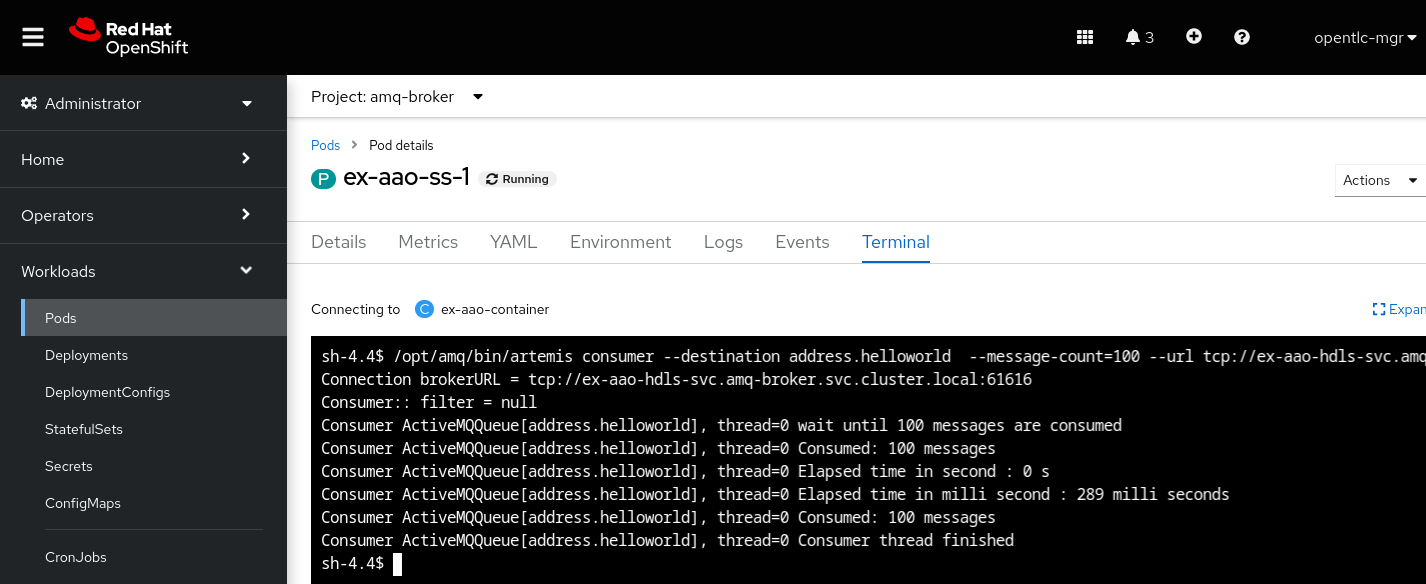 Red Hat
OpenShift
3
opentlc-mgr
Administrator
Home
Operators
Workloads
Pods
Deployments
DeploymentConfigs
StatefulSets
Secrets
ConfigMaps
CronJobs
Project: amq-broker
Pods > Pod details
P ex-aao-ss-1 Running
Actions
Details Metrics YAML Environment Logs Events Terminal
Connecting to C ex-aao-container
Expan
sh-4.4$ /opt/amq/bin/artemis consumer --destination address.helloworld  --message-count=100 --url tcp://ex-aao-hdls-svc.amq
Connection brokerURL = tcp://ex-aao-hdls-svc.amq-broker.svc.cluster.local:61616
Consumer:: filter = null
Consumer ActiveMQQueue[address.helloworld], thread=0 wait until 100 messages are consumed
Consumer ActiveMQQueue[address.helloworld], thread=0 Consumed: 100 messages
Consumer ActiveMQQueue[address.helloworld], thread=0 Elapsed time in second : 0 s
Consumer ActiveMQQueue[address.helloworld], thread=0 Elapsed time in milli second : 289 milli seconds
Consumer ActiveMQQueue[address.helloworld], thread=0 Consumed: 100 messages
Consumer ActiveMQQueue[address.helloworld], thread=0 Consumer thread finished
sh-4.4$